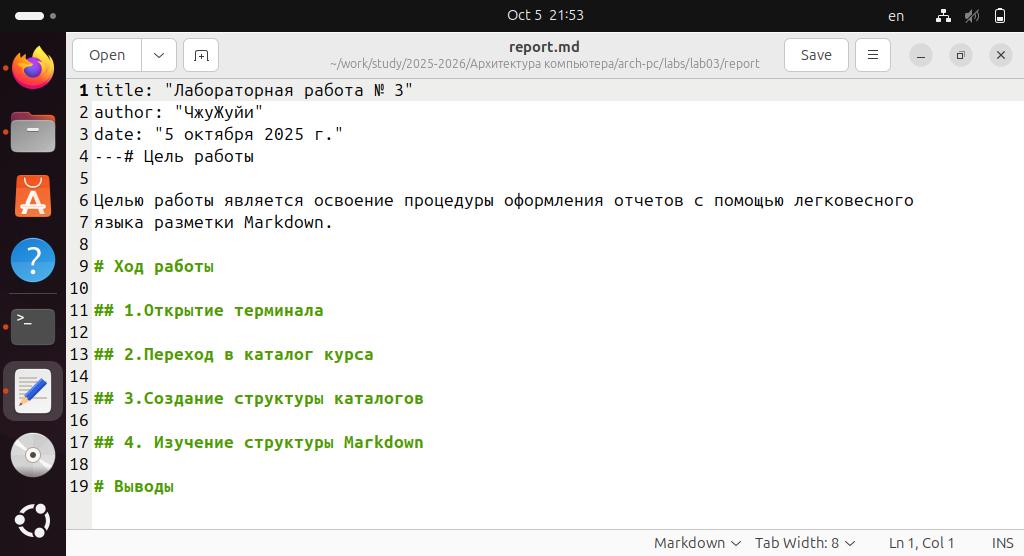 Oct 5 21:53
en
Open
report.md
~/work/study/2025-2026/Архитектура компьютера/arch-pc/labs/lab03/report
Save
1 title: "Лабораторная работа № 3"
2 author: "ЧжуЖуйи"
3 date: "5 октября 2025 г."
4 ---# Цель работы
5
6 Целью работы является освоение процедуры оформления отчетов с помощью легковесного
7 языка разметки Markdown.
8
9 # Ход работы
10
11 ## 1.Открытие терминала
12
13 ## 2.Переход в каталог курса
14
15 ## 3.Создание структуры каталогов
16
17 ## 4. Изучение структуры Markdown
18
19 # Выводы
Markdown Tab Width: 8 Ln 1, Col 1 INS